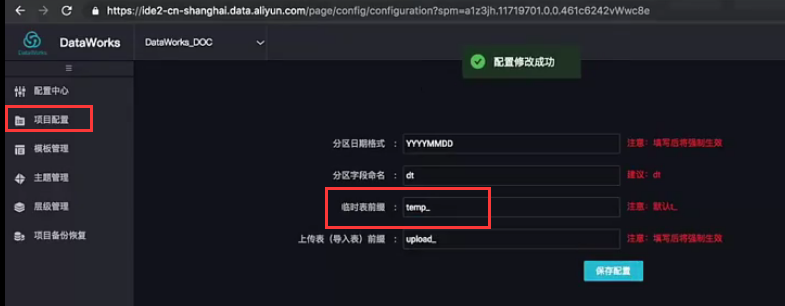 https://ide2-cn-shanghai.data.aliyun.com/page/config/configuration?spm=a1z3jh.11719701.0.0.461c6242vWwc8e
DataWorks
DataWorks
DataWorks_DOC
配置修改成功
配置中心
项目配置
模板管理
主题管理
层级管理
项目备份恢复
分区日期格式 : YYYYMMDD 注意：填写后将强制生效
分区字段命名 : dt 建议：dt
临时表前缀 : temp_ 注意：默认t_
上传表（导入表）前缀 : upload_ 注意：填写后将强制生效
保存配置